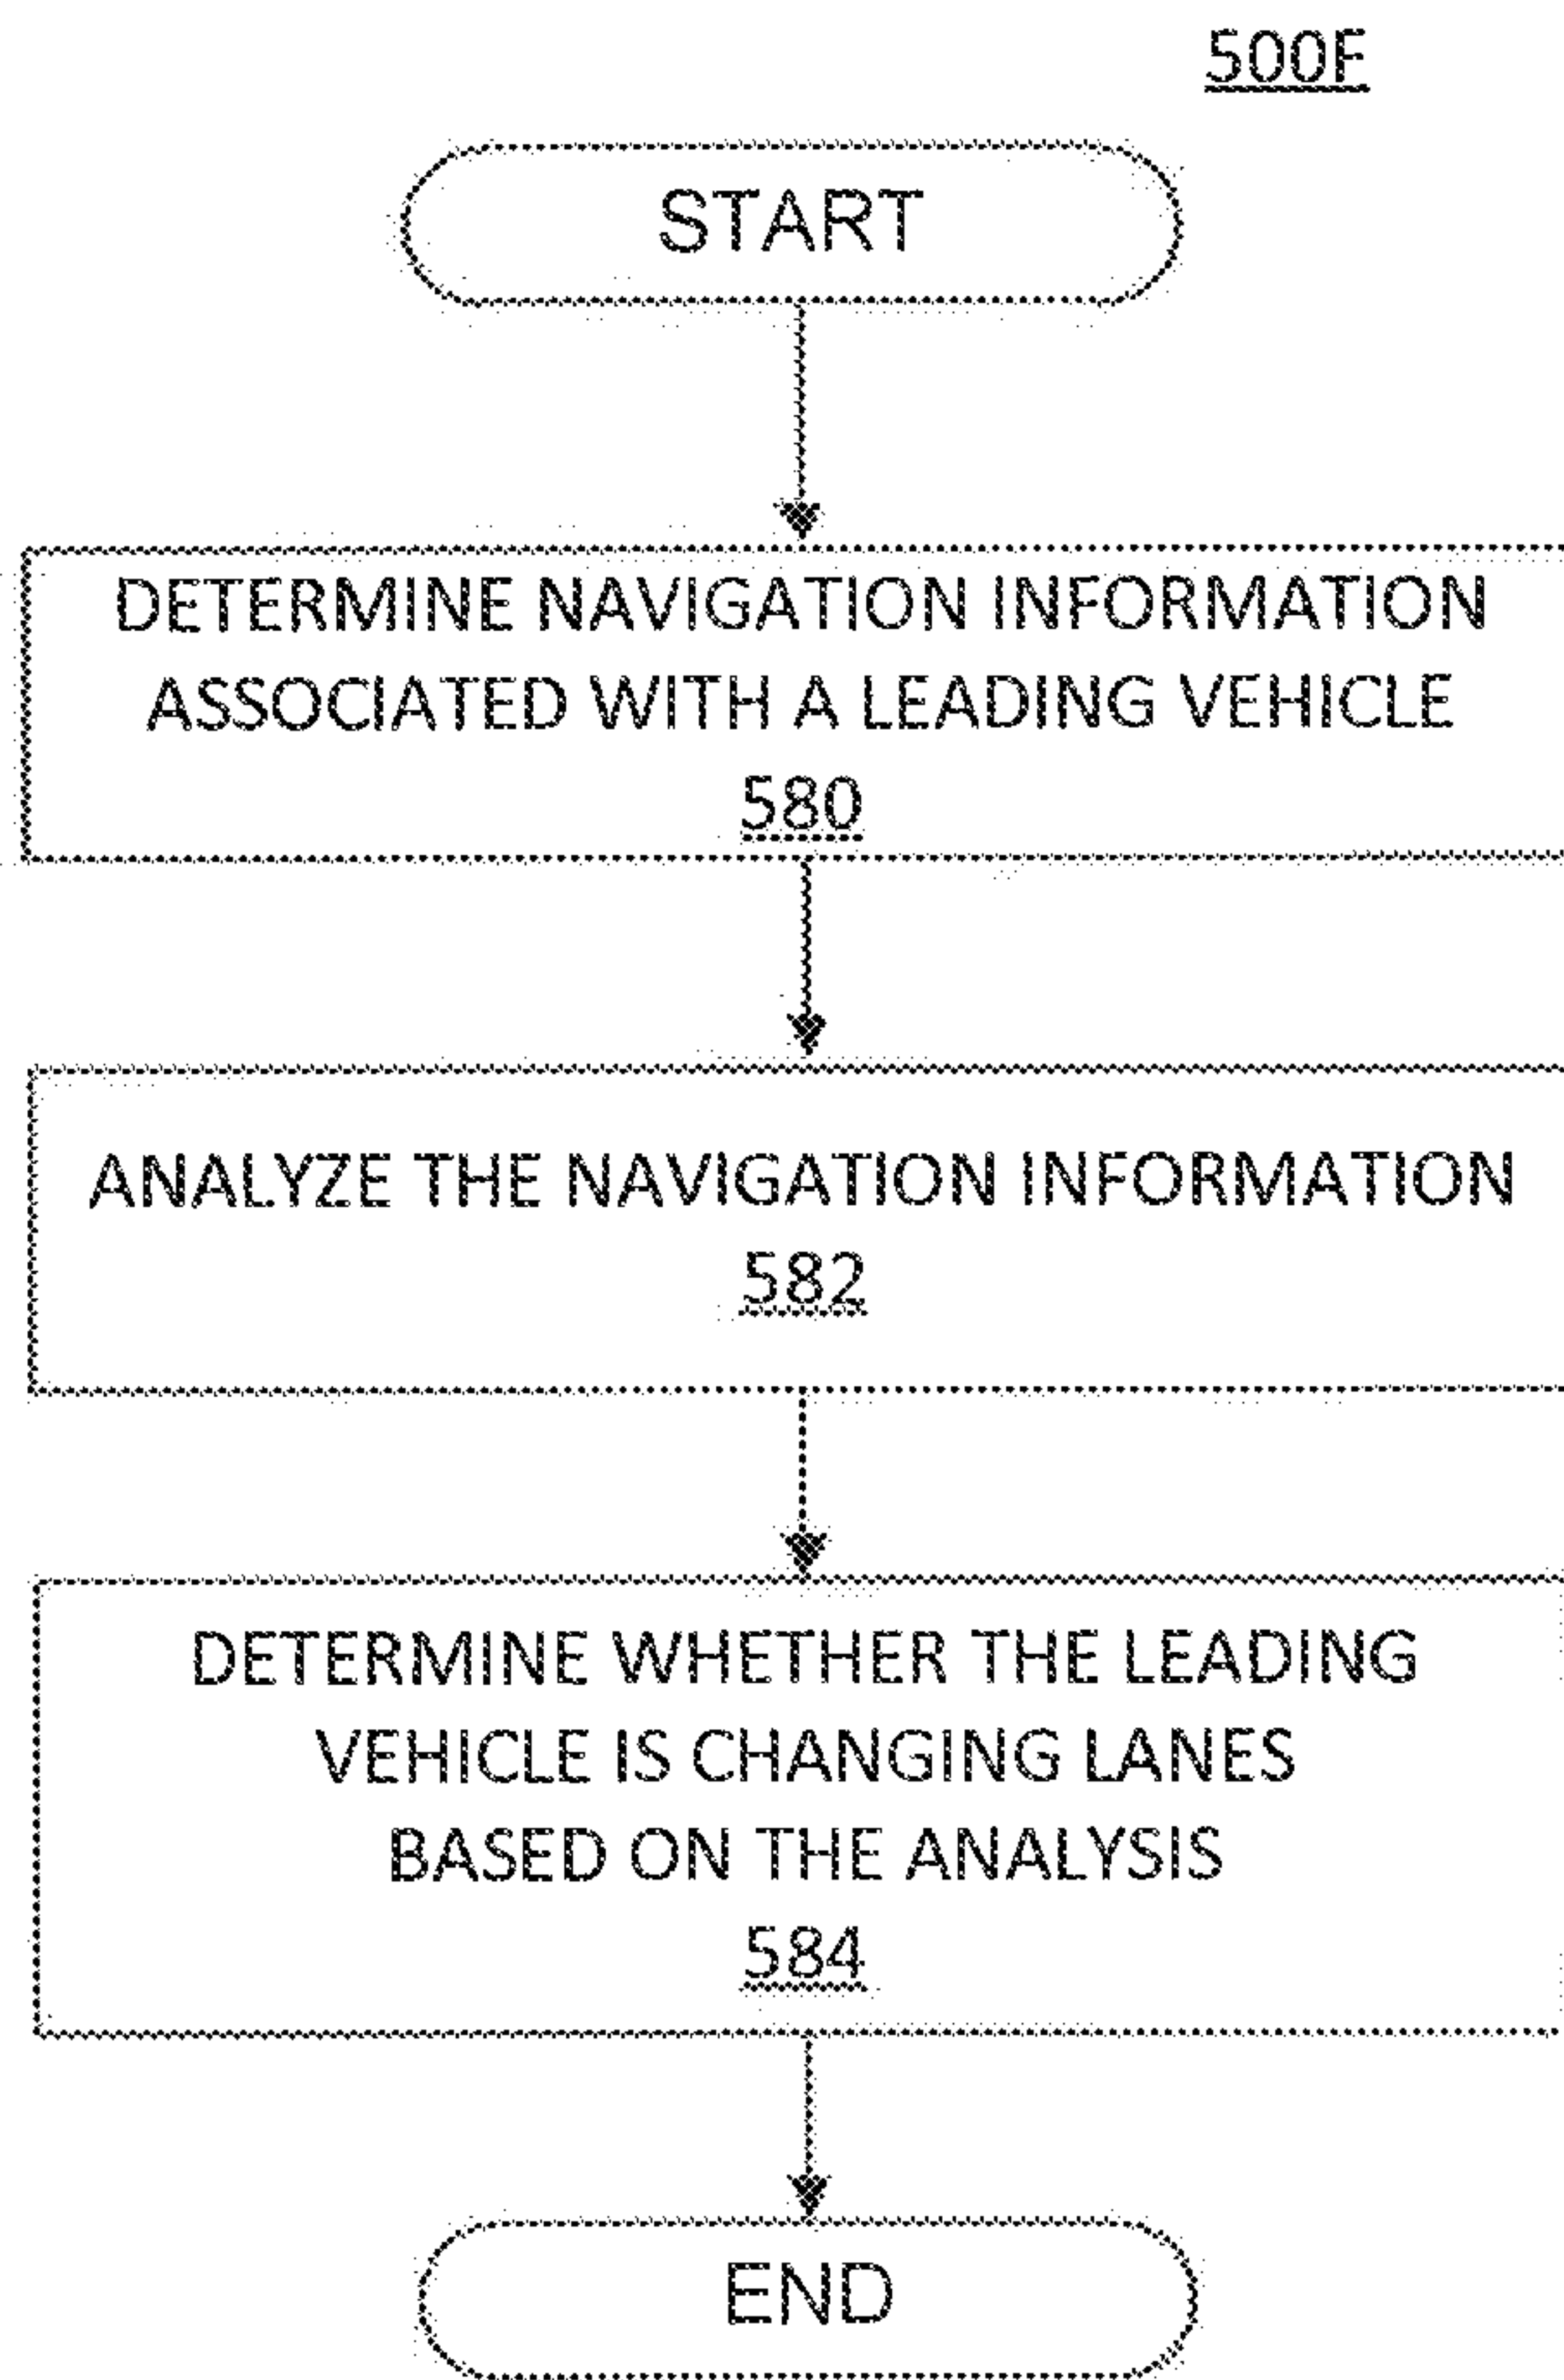 500F
START
DETERMINE NAVIGATION INFORMATION
ASSOCIATED WITH A LEADING VEHICLE
580
ANALYZE THE NAVIGATION INFORMATION
582
DETERMINE WHETHER THE LEADING
VEHICLE IS CHANGING LANES
BASED ON THE ANALYSIS
584
END